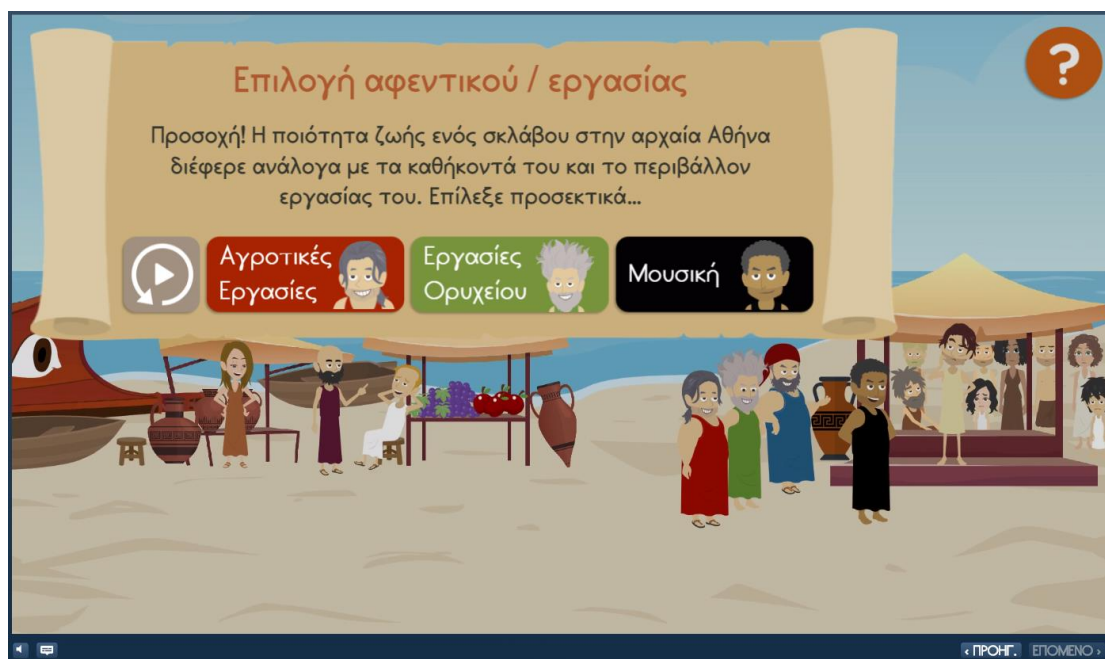 Επιλογή αφεντικού / εργασίας
?
Προσοχή! Η ποιότητα ζωής ενός σκλάβου στην αρχαία Αθήνα
διέφερε ανάλογα με τα καθήκοντά του και το περιβάλλον
εργασίας του. Επίλεξε προσεκτικά...
Αγροτικές
Εργασίες
Εργασίες
Ορυχείου
Μουσική
‹ ΠΡΟΗΓ.
ΕΠΟΜΕΝΟ ›